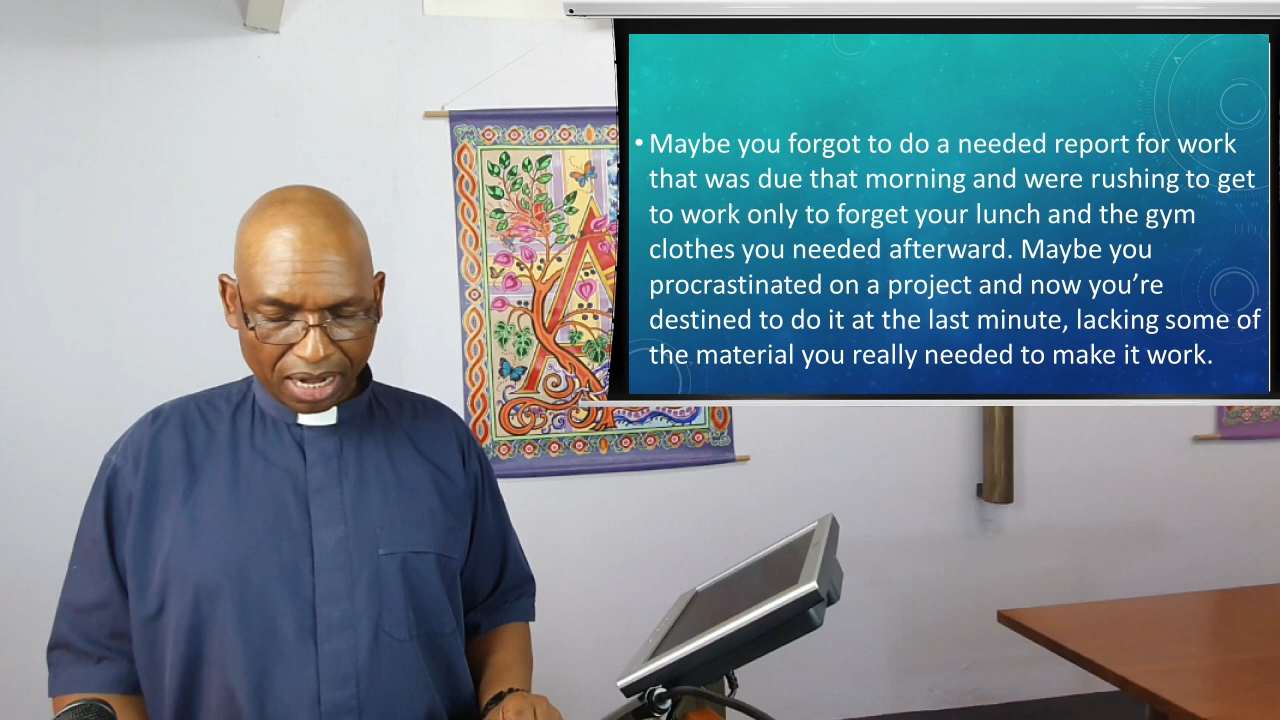 • Maybe you forgot to do a needed report for work
that was due that morning and were rushing to get
to work only to forget your lunch and the gym
clothes you needed afterward. Maybe you
procrastinated on a project and now you’re
destined to do it at the last minute, lacking some of
the material you really needed to make it work.